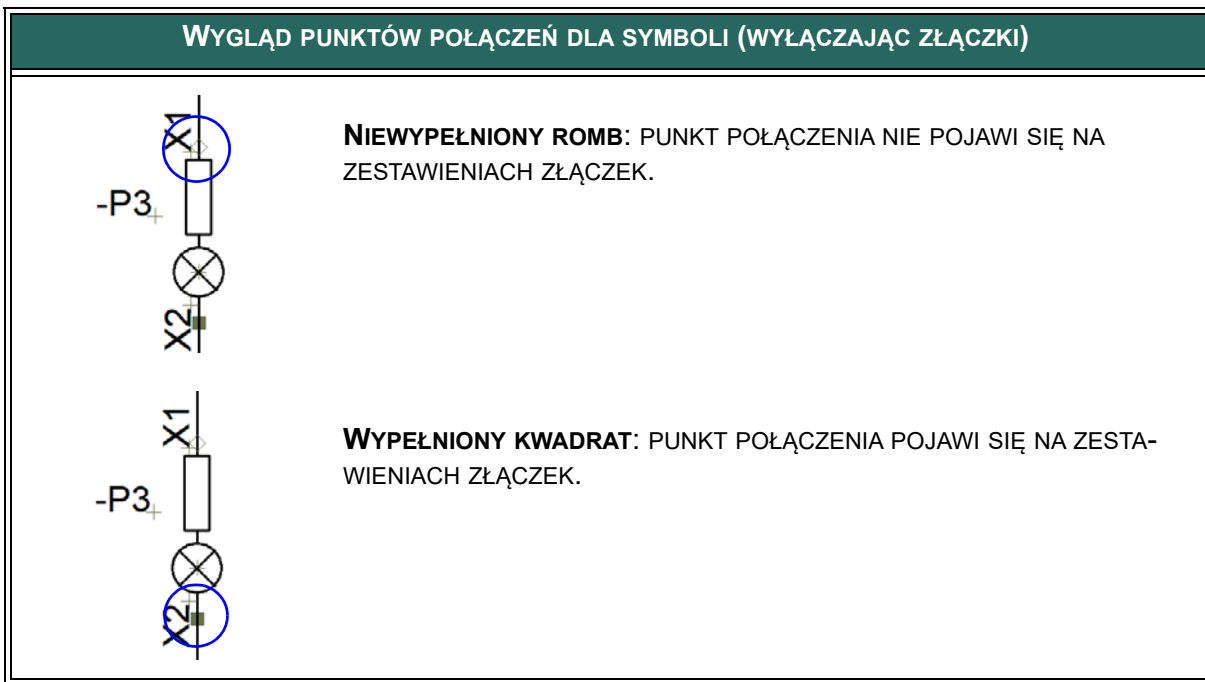 WYGLĄD PUNKTÓW POŁĄCZEŃ DLA SYMBOLI (WYŁĄCZAJĄC ZŁĄCZKI)
X1
-P3
X2
NIEWYPEŁNIONY ROMB: PUNKT POŁĄCZENIA NIE POJAWI SIĘ NA
ZESTAWIENIACH ZŁĄCZEK.
X1
-P3
X2
WYPEŁNIONY KWADRAT: PUNKT POŁĄCZENIA POJAWI SIĘ NA ZESTA-
WIENIACH ZŁĄCZEK.